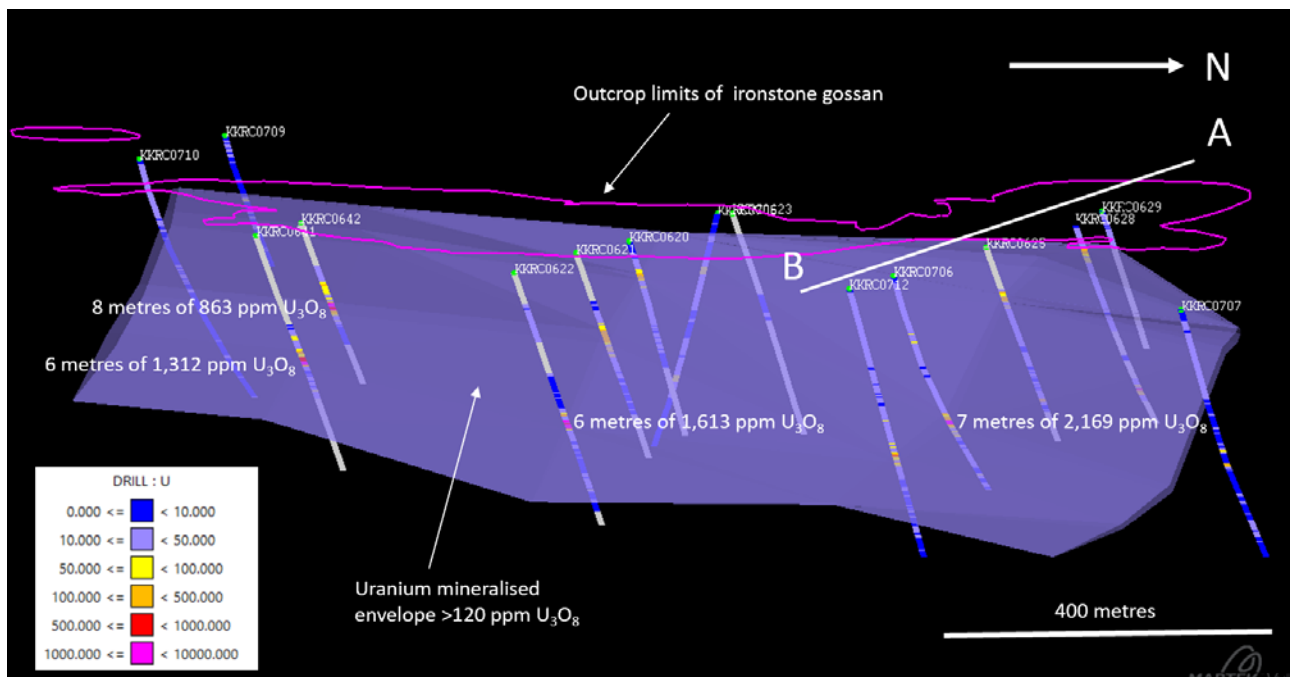 N
Outcrop limits of ironstone gossan
A
KKRC0709
KKRC0710
KKRC0642
KKRC0620
KKRC0621
KKRC0622
KKRC0629
KKRC0628
KKRC0625
B
KKRC0706
KKRC0712
KKRC0707
8 metres of 863 ppm U₃O₈
6 metres of 1,312 ppm U₃O₈
6 metres of 1,613 ppm U₃O₈
7 metres of 2,169 ppm U₃O₈
DRILL : U
0.000 <= < 10.000
10.000 <= < 50.000
50.000 <= < 100.000
100.000 <= < 500.000
500.000 <= < 1000.000
1000.000 <= < 10000.000
Uranium mineralised
envelope >120 ppm U₃O₈
400 metres